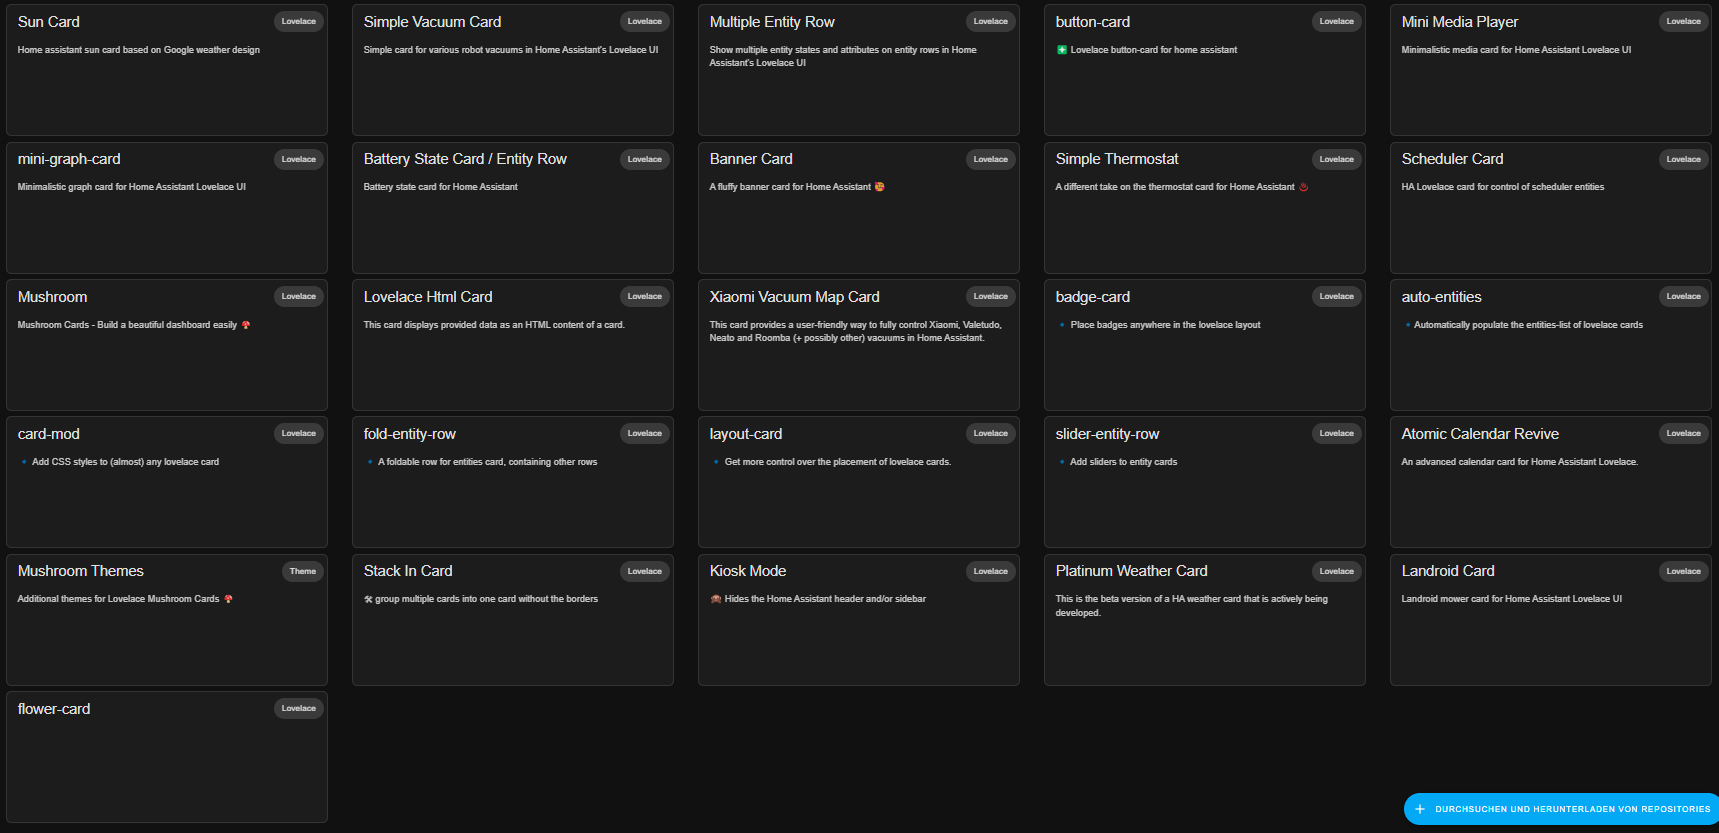 Sun Card
Lovelace
Home assistant sun card based on Google weather design
Simple Vacuum Card
Lovelace
Simple card for various robot vacuums in Home Assistant's Lovelace UI
Multiple Entity Row
Lovelace
Show multiple entity states and attributes on entity rows in Home
Assistant's Lovelace UI
button-card
Lovelace
Lovelace button-card for home assistant
Mini Media Player
Lovelace
Minimalistic media card for Home Assistant Lovelace UI
mini-graph-card
Lovelace
Minimalistic graph card for Home Assistant Lovelace UI
Battery State Card / Entity Row
Lovelace
Battery state card for Home Assistant
Banner Card
Lovelace
A fluffy banner card for Home Assistant 🥰
Simple Thermostat
Lovelace
A different take on the thermostat card for Home Assistant ♨️
Scheduler Card
Lovelace
HA Lovelace card for control of scheduler entities
Mushroom
Lovelace
Mushroom Cards - Build a beautiful dashboard easily 🍄
Lovelace Html Card
Lovelace
This card displays provided data as an HTML content of a card.
Xiaomi Vacuum Map Card
Lovelace
This card provides a user-friendly way to fully control Xiaomi, Valetudo,
Neato and Roomba (+ possibly other) vacuums in Home Assistant.
badge-card
Lovelace
🔹 Place badges anywhere in the lovelace layout
auto-entities
Lovelace
🔹Automatically populate the entities-list of lovelace cards
card-mod
Lovelace
🔹 Add CSS styles to (almost) any lovelace card
fold-entity-row
Lovelace
🔹 A foldable row for entities card, containing other rows
layout-card
Lovelace
🔹 Get more control over the placement of lovelace cards.
slider-entity-row
Lovelace
🔹 Add sliders to entity cards
Atomic Calendar Revive
Lovelace
An advanced calendar card for Home Assistant Lovelace.
Mushroom Themes
Theme
Additional themes for Lovelace Mushroom Cards 🍄
Stack In Card
Lovelace
🛠 group multiple cards into one card without the borders
Kiosk Mode
Lovelace
🙈 Hides the Home Assistant header and/or sidebar
Platinum Weather Card
Lovelace
This is the beta version of a HA weather card that is actively being
developed.
Landroid Card
Lovelace
Landroid mower card for Home Assistant Lovelace UI
flower-card
Lovelace
+ DURCHSUCHEN UND HERUNTERLADEN VON REPOSITORIES